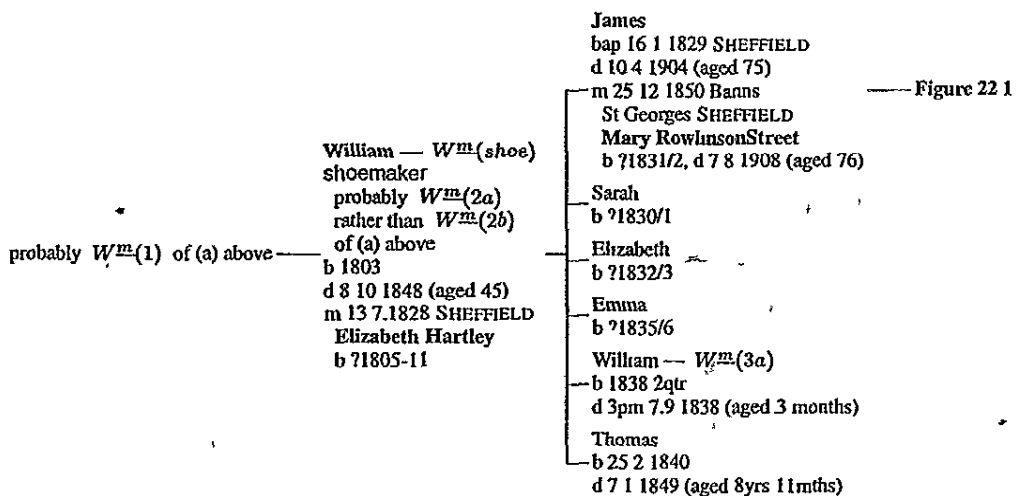 probably Wm(1) of (a) above
William — Wm(shoe)
shoemaker
probably Wm(2a)
rather than Wm(2b)
of (a) above
b 1803
d 8 10 1848 (aged 45)
m 13 7.1828 SHEFFIELD
Elizabeth Hartley
b ?1805-11
James
bap 16 1 1829 SHEFFIELD
d 10 4 1904 (aged 75)
m 25 12 1850 Banns
St Georges SHEFFIELD
Mary RowlinsonStreet
b ?1831/2, d 7 8 1908 (aged 76)
Figure 22 1
Sarah
b ?1830/1
Elizabeth
b ?1832/3
Emma
b ?1835/6
William — Wm(3a)
b 1838 2qtr
d 3pm 7.9 1838 (aged 3 months)
Thomas
b 25 2 1840
d 7 1 1849 (aged 8yrs 11mths)